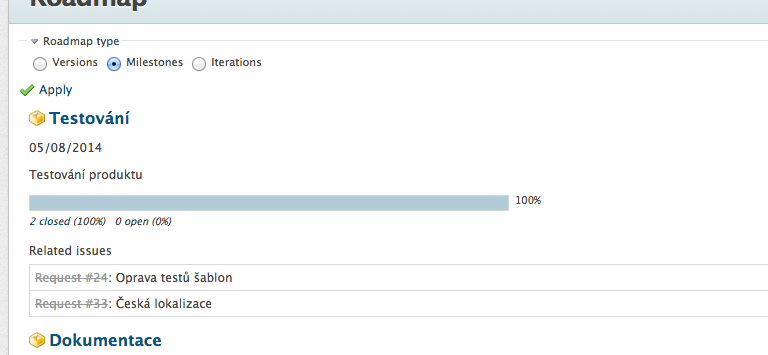 Roadmap
Roadmap type
Versions Milestones Iterations
Apply
Testování
05/08/2014
Testování produktu
100%
2 closed (100%) 0 open (0%)
Related issues
Request #24: Oprava testů šablon
Request #33: Česká lokalizace
Dokumentace